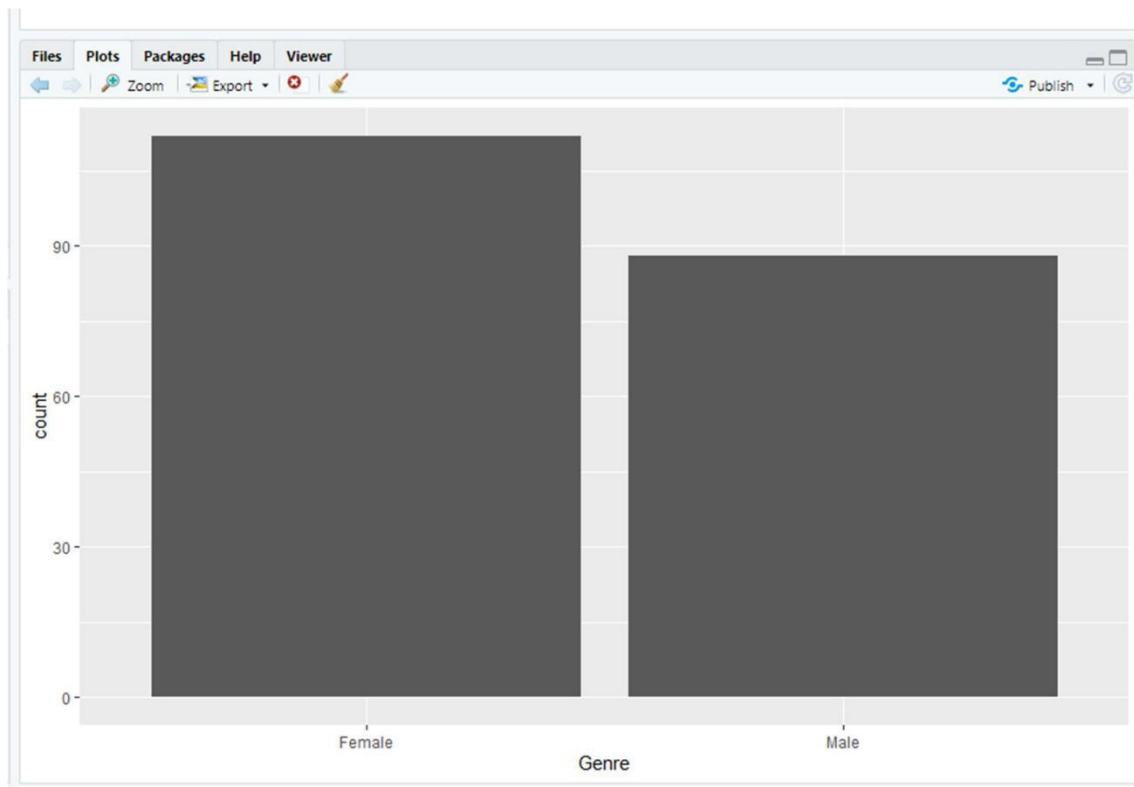 Files Plots Packages Help Viewer
Zoom Export Publish
90
60
30
0
count
Female Male
Genre